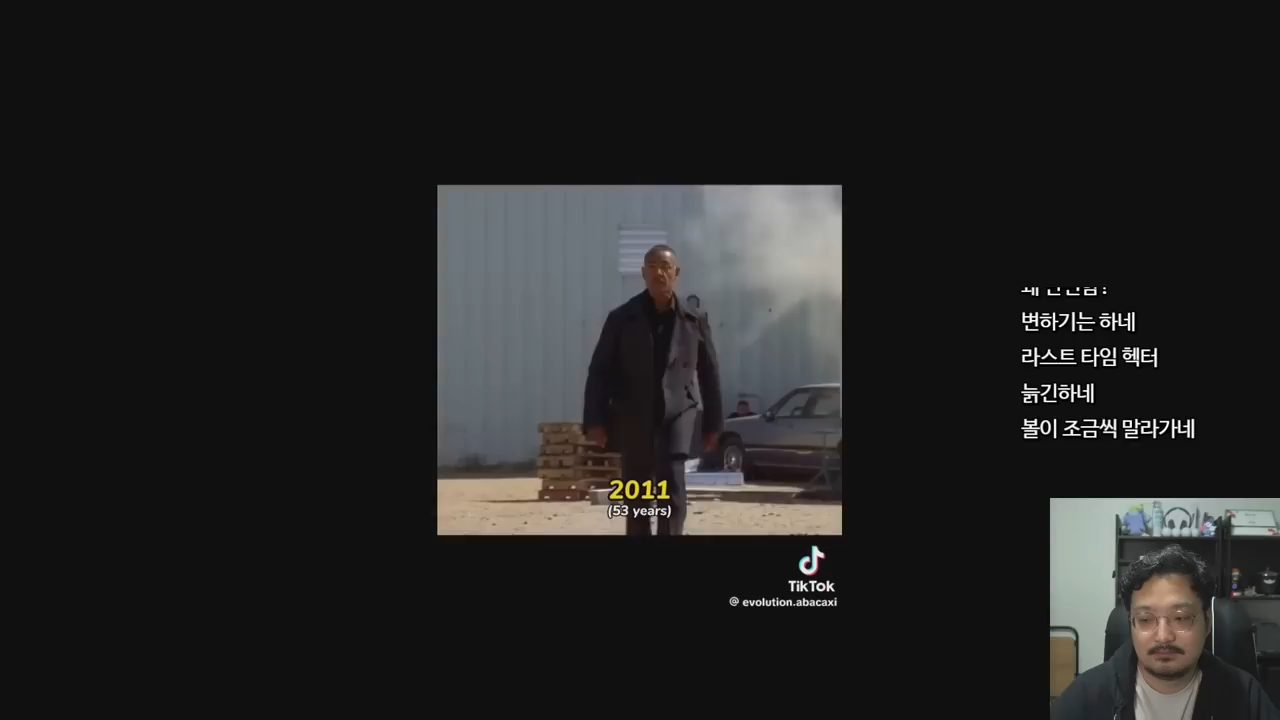 변하기는 하네
라스트 타임 헥터
늙긴하네
볼이 조금씩 말라가네
2011
(53 years)
TikTok
@ evolution.abacaxi